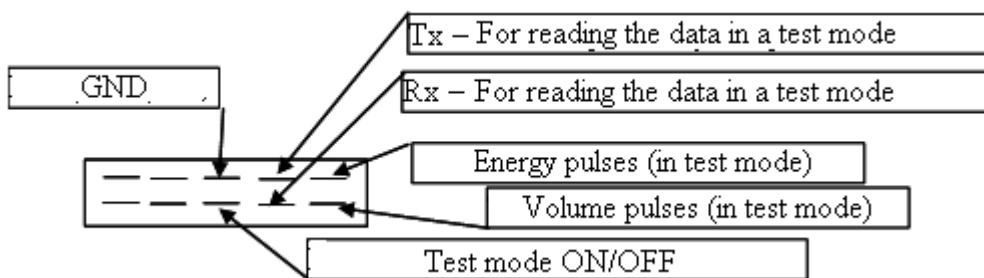 Tx – For reading the data in a test mode
GND
Rx – For reading the data in a test mode
Energy pulses (in test mode)
Volume pulses (in test mode)
Test mode ON/OFF